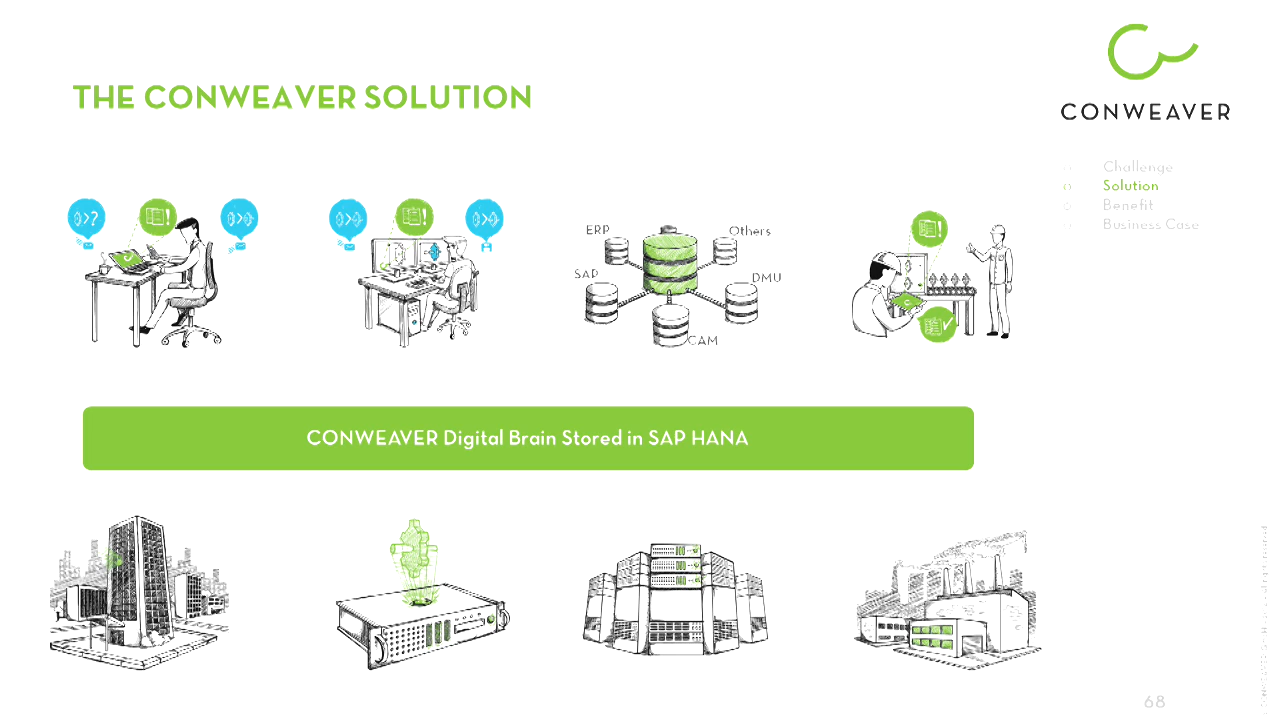 THE CONWEAVER SOLUTION
CONWEAVER
Challenge
Solution
Benefit
Business Case
ERP
Others
SAP
DMU
CAM
CONWEAVER Digital Brain Stored in SAP HANA
68